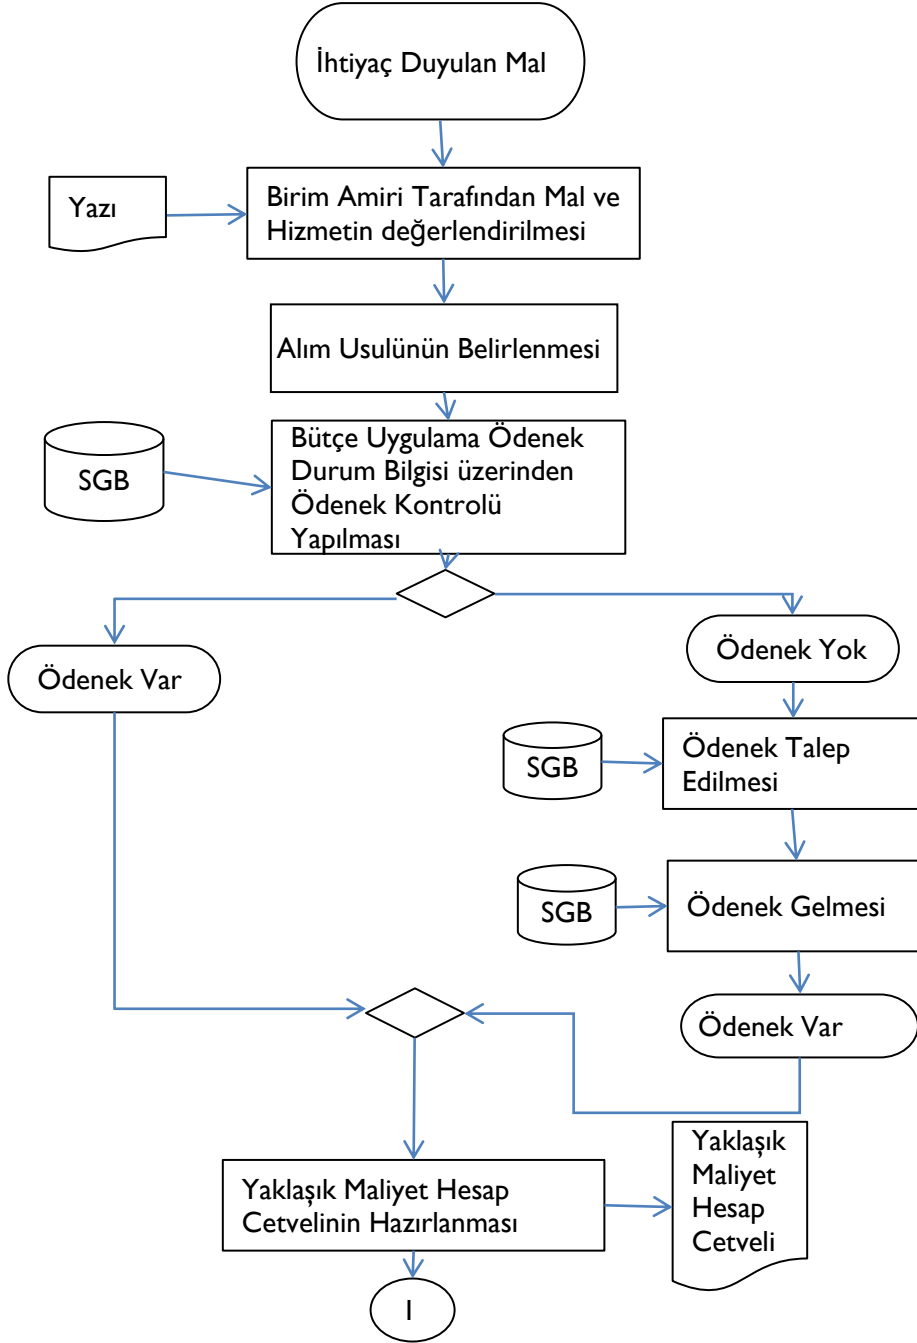 İhtiyaç Duyulan Mal
Yazı
Birim Amiri Tarafından Mal ve
Hizmetin değerlendirilmesi
Alım Usulünün Belirlenmesi
SGB
Bütçe Uygulama Ödenek
Durum Bilgisi üzerinden
Ödenek Kontrolü
Yapılması
Ödenek Var
Ödenek Yok
SGB
Ödenek Talep
Edilmesi
SGB
Ödenek Gelmesi
Ödenek Var
Yaklaşık Maliyet Hesap
Cetvelinin Hazırlanması
Yaklaşık
Maliyet
Hesap
Cetveli
I